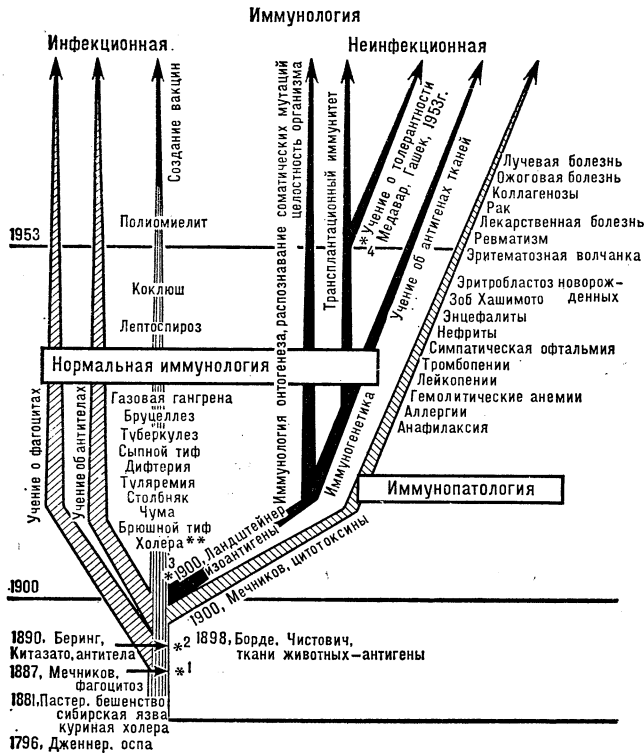 Иммунология
Инфекционная.
Неинфекционная
Создание вакцин
Иммунология онтогенеза, распознавание соматических мутаций
целостность организма
Трансплантационный иммунитет
*4 Учение о толерантности
Медавар, Гашек, 1953г.
Учение об антигенах тканей
Лучевая болезнь
Ожоговая болезнь
Коллагенозы
Рак
Лекарственная болезнь
Ревматизм
Эритематозная волчанка
Полиомиелит
1953
Эритробластоз новорож-
денных
Коклюш
Зоб Хашимото
Энцефалиты
Лептоспироз
Нефриты
Симпатическая офтальмия
Нормальная иммунология
Тромбопении
Лейкопении
Гемолитические анемии
Аллергии
Анафилаксия
Газовая гангрена
Бруцеллез
Туберкулез
Сыпной тиф
Дифтерия
Туляремия
Столбняк
Чума
Брюшной тиф
Холера**
Учение о фагоцитах
Учение об антителах
Иммуногенетика
Иммунопатология
*3 1900, Ландштейнер
изоантигены
1900, Мечников, цитотоксины
1900
1890, Беринг,
Китазато, антитела
*2 1898, Борде, Чистович,
ткани животных–антигены
1887, Мечников,
фагоцитоз
*1
1881, Пастер. бешенство
сибирская язва
куриная холера
1796, Дженнер. оспа